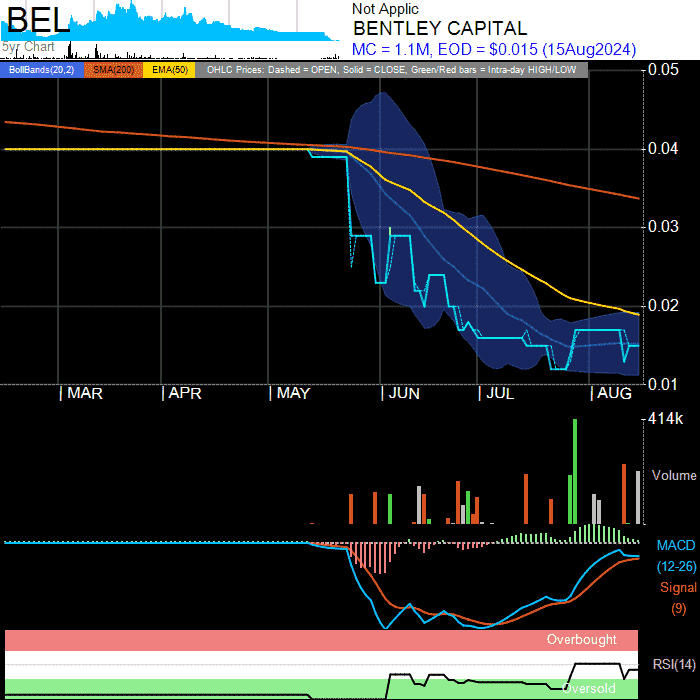 BEL
5yr Chart
Not Applic
BENTLEY CAPITAL
MC = 1.1M, EOD = $0.015 (15Aug2024)
BollBands(20,2) SMA(200) EMA(50) OHLC Prices: Dashed = OPEN, Solid = CLOSE, Green/Red bars = Intra-day HIGH/LOW
0.05
0.04
0.03
0.02
0.01
MAR APR MAY JUN JUL AUG
414k
Volume
MACD
(12-26)
Signal
(9)
Overbought
RSI(14)
Oversold